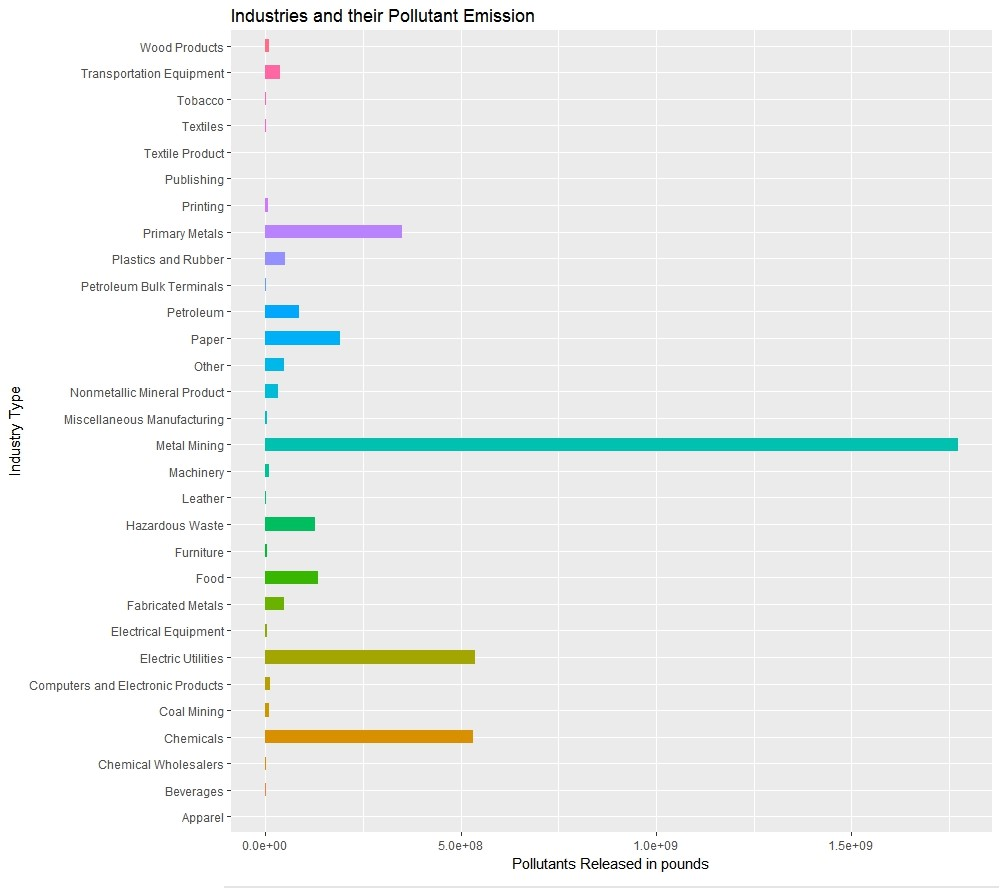 Industries and their Pollutant Emission
Wood Products
Transportation Equipment
Tobacco
Textiles
Textile Product
Publishing
Printing
Primary Metals
Plastics and Rubber
Petroleum Bulk Terminals
Petroleum
Paper
Other
Nonmetallic Mineral Product
Miscellaneous Manufacturing
Metal Mining
Machinery
Leather
Hazardous Waste
Furniture
Food
Fabricated Metals
Electrical Equipment
Electric Utilities
Computers and Electronic Products
Coal Mining
Chemicals
Chemical Wholesalers
Beverages
Apparel
Industry Type
0.0e+00 5.0e+08 1.0e+09 1.5e+09
Pollutants Released in pounds